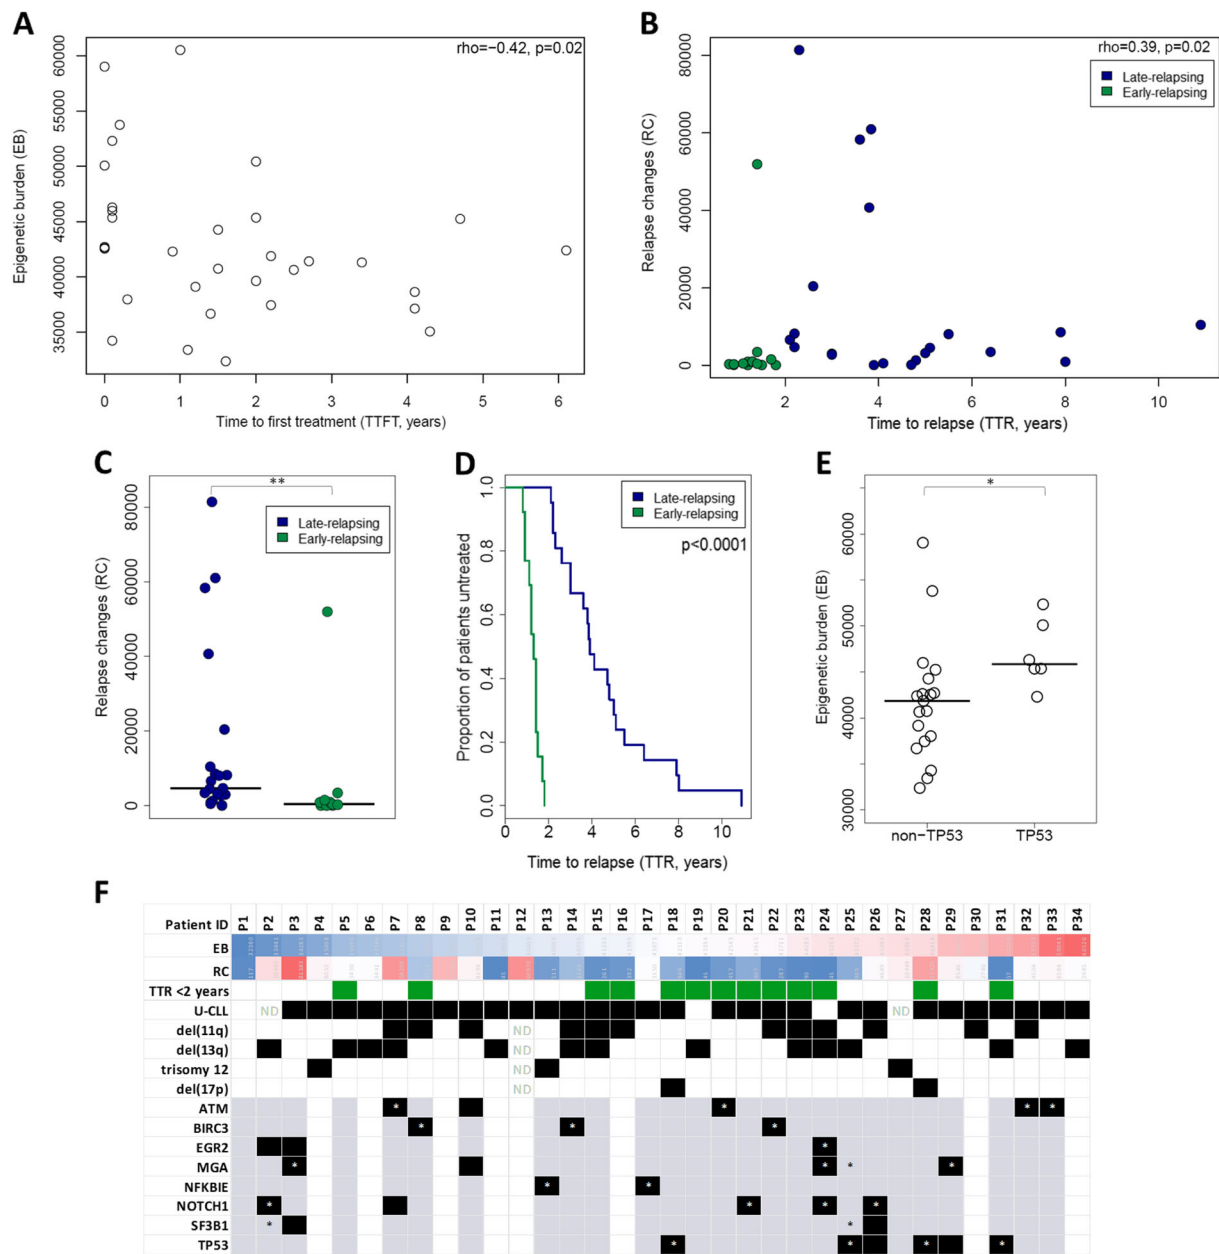 A
rho=−0.42, p=0.02
Epigenetic burden (EB)
60000
55000
50000
45000
40000
35000
0 1 2 3 4 5 6
Time to first treatment (TTFT, years)
B
rho=0.39, p=0.02
Late-relapsing
Early-relapsing
Relapse changes (RC)
80000
60000
40000
20000
0
2 4 6 8 10
Time to relapse (TTR, years)
C
**
Late-relapsing
Early-relapsing
Relapse changes (RC)
80000
60000
40000
20000
0
D
Late-relapsing
Early-relapsing
p<0.0001
Proportion of patients untreated
1.0
0.8
0.6
0.4
0.2
0.0
0 2 4 6 8 10
Time to relapse (TTR, years)
E
*
Epigenetic burden (EB)
60000
50000
40000
30000
non−TP53 TP53
F
Patient ID P1 P2 P3 P4 P5 P6 P7 P8 P9 P10 P11 P12 P13 P14 P15 P16 P17 P18 P19 P20 P21 P22 P23 P24 P25 P26 P27 P28 P29 P30 P31 P32 P33 P34
EB
RC
TTR <2 years
U-CLL ND ND
del(11q) ND
del(13q) ND
trisomy 12 ND
del(17p) ND
ATM * * * *
BIRC3 * * *
EGR2 *
MGA * * * *
NFKBIE * *
NOTCH1 * * * *
SF3B1 * *
TP53 * * * *